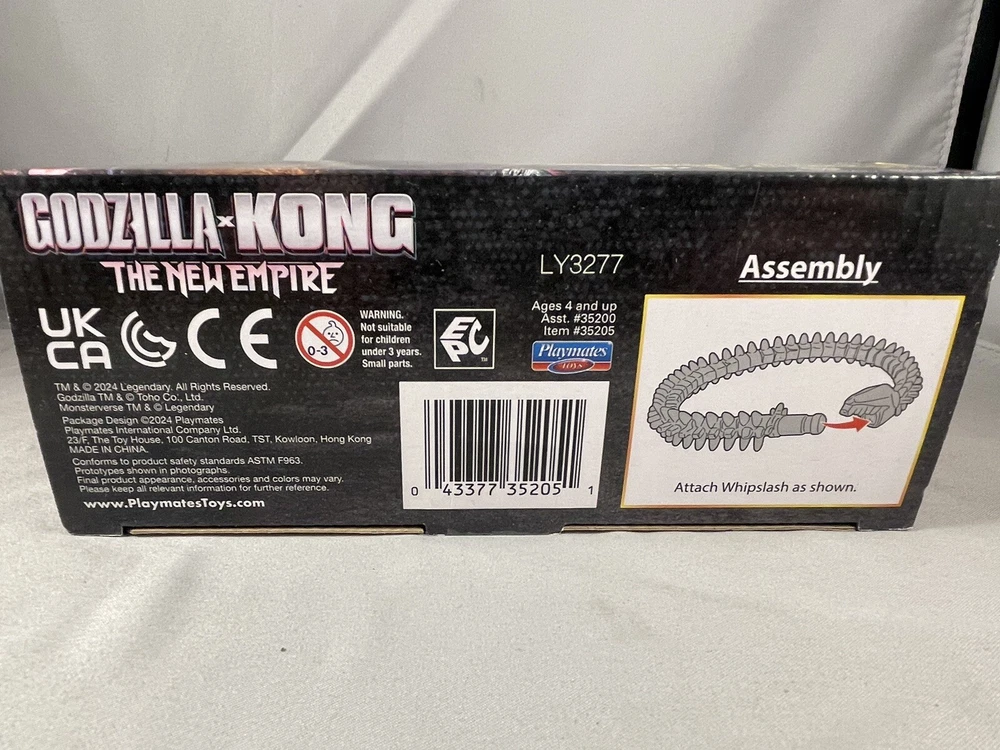 GODZILLA x KONG
THE NEW EMPIRE
UK
CA
CE
0-3
WARNING.
Not suitable
for children
under 3 years.
Small parts.
EPC
TM
LY3277
Ages 4 and up
Asst. #35200
Item #35205
Playmates
TOYS
TM & © 2024 Legendary. All Rights Reserved.
Godzilla TM & © Toho Co., Ltd.
Monsterverse TM & © Legendary
Package Design ©2024 Playmates
Playmates International Company Ltd.
23/F, The Toy House, 100 Canton Road, TST, Kowloon, Hong Kong
MADE IN CHINA.
Conforms to product safety standards ASTM F963.
Prototypes shown in photographs.
Final product appearance, accessories and colors may vary.
Please keep all relevant information for further reference.
www.PlaymatesToys.com
0 43377 35205 1
Assembly
Attach Whipslash as shown.